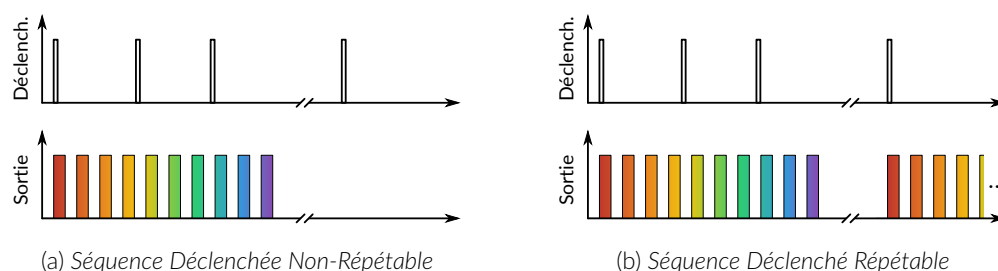 Déclench.
Sortie
(a) Séquence Déclenchée Non-Répétable
Déclench.
Sortie
...
(b) Séquence Déclenché Répétable